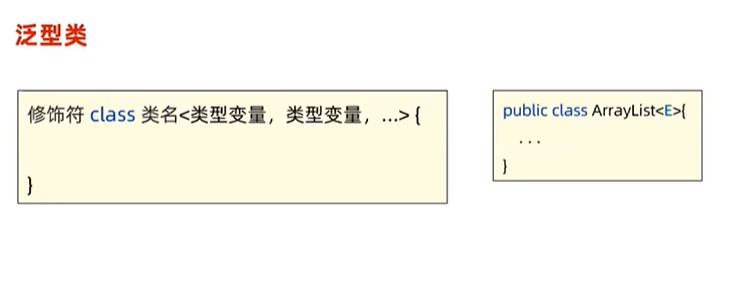 泛型类
修饰符 class 类名<类型变量，类型变量，...> {
}
public class ArrayList<E>{
...
}